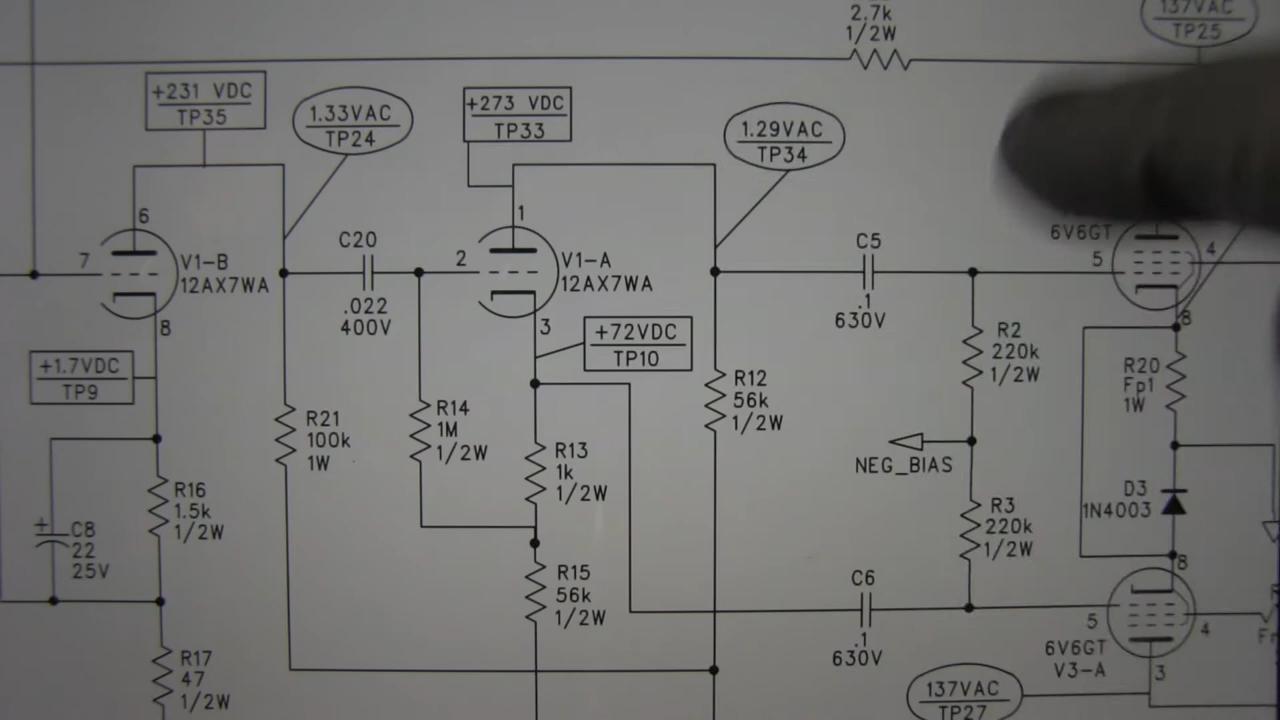 2.7k
1/2W
137VAC
TP25
+231 VDC
TP35
1.33VAC
TP24
+273 VDC
TP33
1.29VAC
TP34
6
7
V1-B
12AX7WA
8
C20
.022
400V
1
2
V1-A
12AX7WA
3
C5
.1
630V
6V6GT
5
4
8
+1.7VDC
TP9
+72VDC
TP10
R21
100k
1W
R14
1M
1/2W
R13
1k
1/2W
R12
56k
1/2W
R2
220k
1/2W
R20
Fp1
1W
NEG_BIAS
R16
1.5k
1/2W
+
C8
22
25V
R15
56k
1/2W
R3
220k
1/2W
D3
1N4003
8
C6
.1
630V
5
4
6V6GT
V3-A
3
R17
47
1/2W
137VAC
TP27